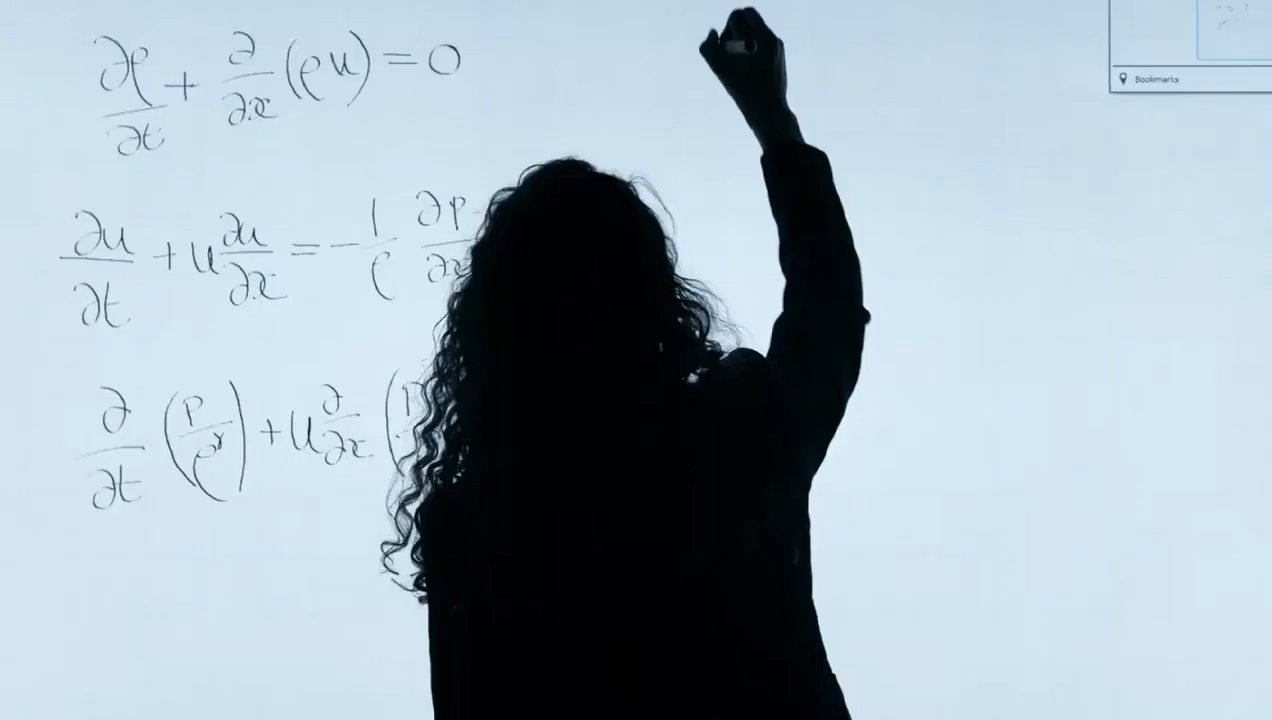 ∂ρ/∂t + ∂/∂x (ρu) = 0
∂u/∂t + u ∂u/∂x = - 1/ρ ∂p/∂x
∂/∂t (p/ρ^γ) + u ∂/∂x (p
Bookmarks